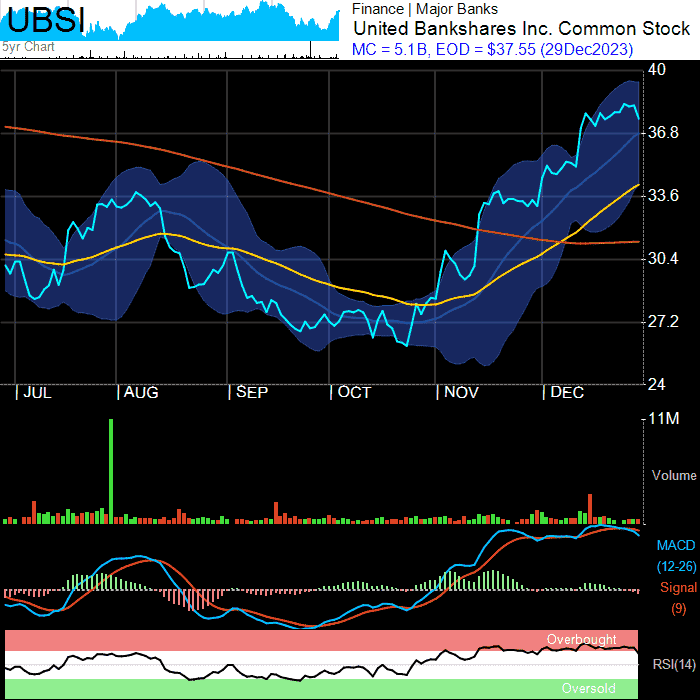 UBSI
5yr Chart
Finance | Major Banks
United Bankshares Inc. Common Stock
MC = 5.1B, EOD = $37.55 (29Dec2023)
40
36.8
33.6
30.4
27.2
24
JUL AUG SEP OCT NOV DEC
11M
Volume
MACD
(12-26)
Signal
(9)
Overbought
RSI(14)
Oversold